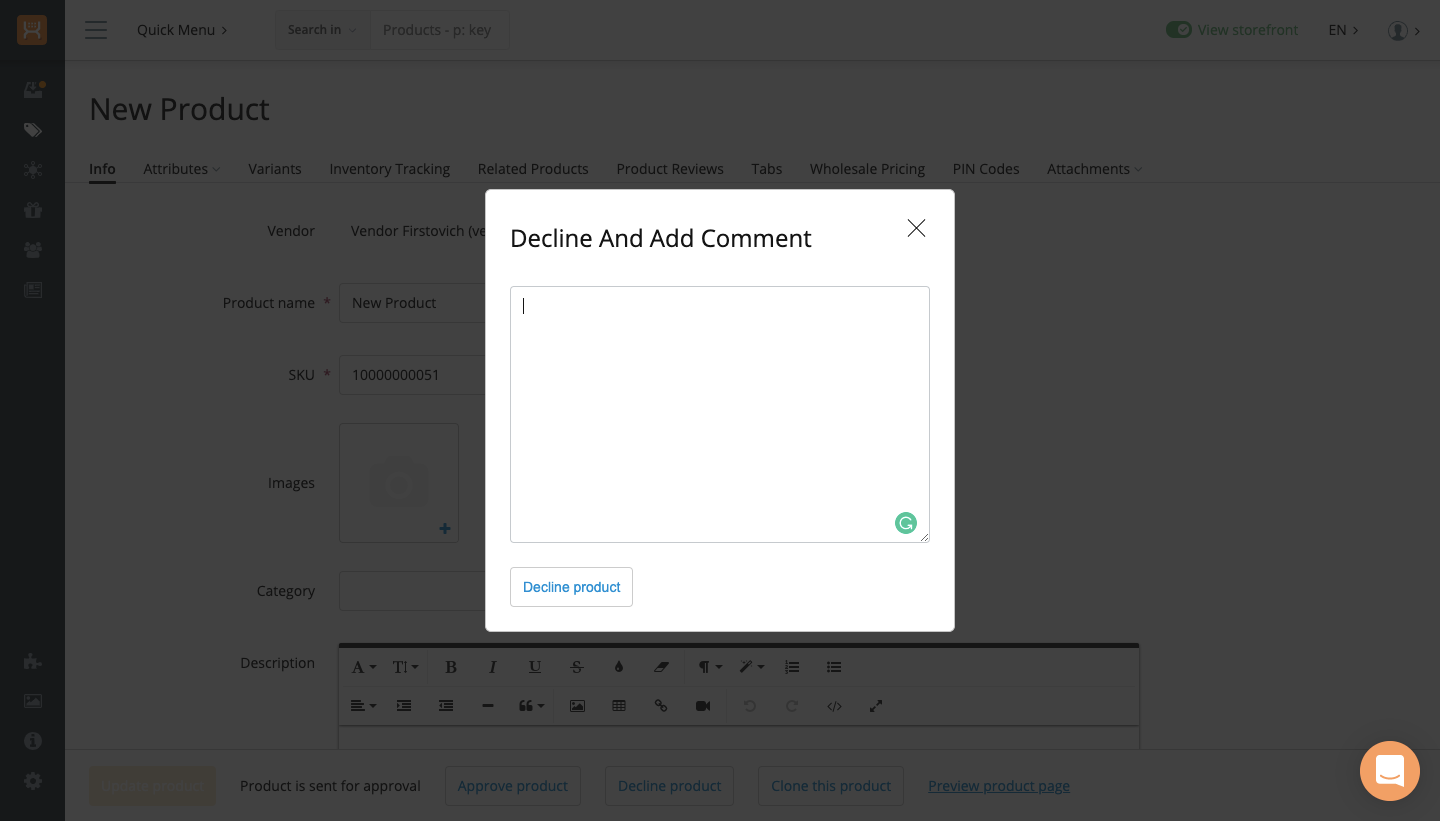 Quick Menu
Search in
Products - p: key
View storefront
EN
New Product
Info Attributes Variants Inventory Tracking Related Products Product Reviews Tabs Wholesale Pricing PIN Codes Attachments
Vendor Vendor Firstovich (ve
Decline And Add Comment
Product name * New Product
SKU * 10000000051
Images
Category
Decline product
Description
Update product Product is sent for approval Approve product Decline product Clone this product Preview product page